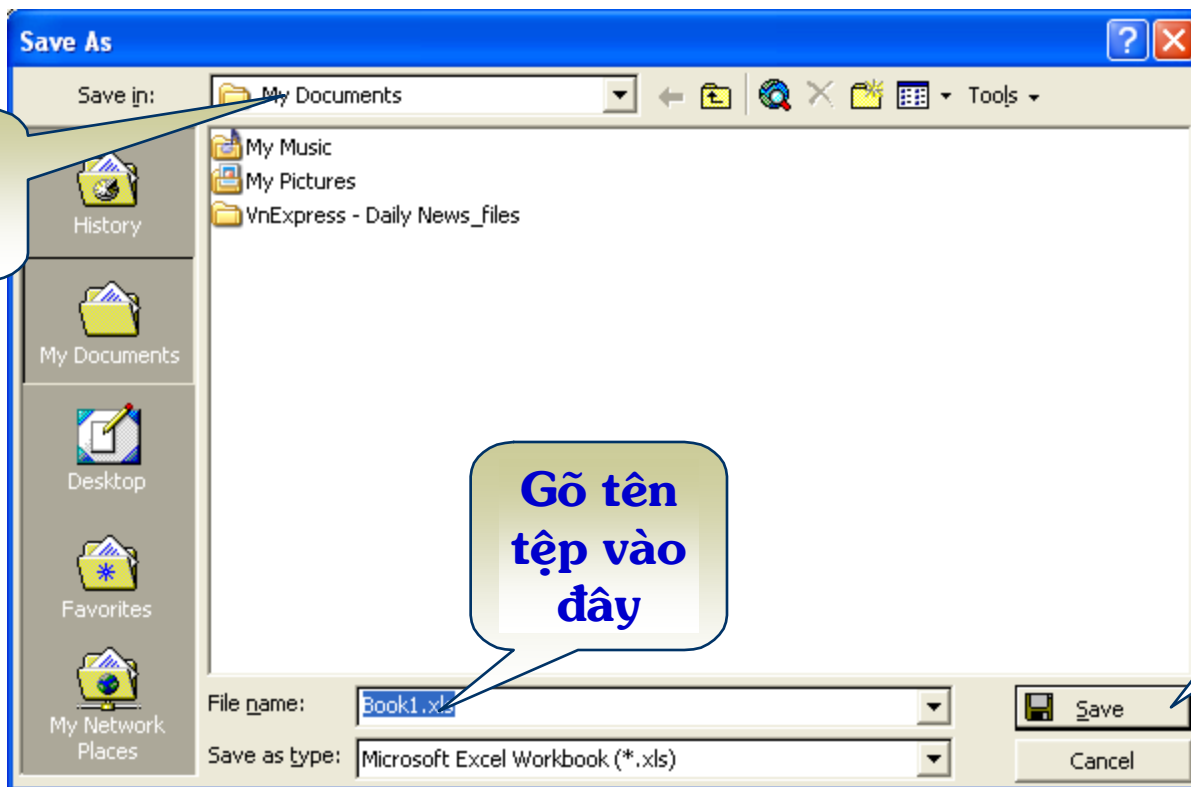 Save As
Save in:
My Documents
Tools
My Music
My Pictures
VnExpress - Daily News_files
History
My Documents
Desktop
Favorites
My Network
Places
Gõ tên
tệp vào
đây
File name:
Book1.xls
Save
Save as type:
Microsoft Excel Workbook (*.xls)
Cancel